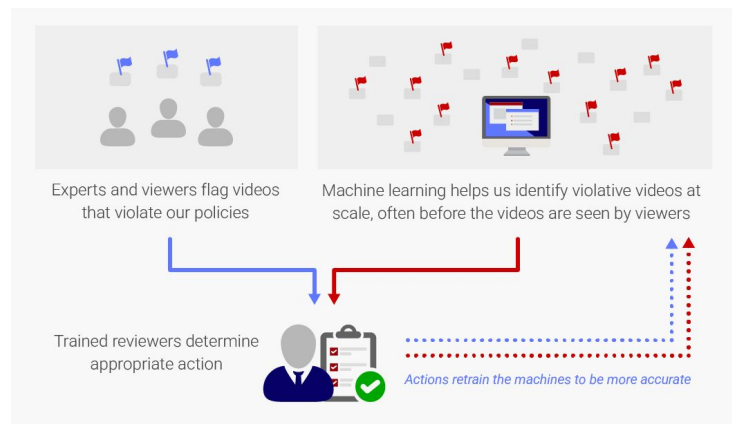 Experts and viewers flag videos
that violate our policies
Machine learning helps us identify violative videos at
scale, often before the videos are seen by viewers
Trained reviewers determine
appropriate action
Actions retrain the machines to be more accurate